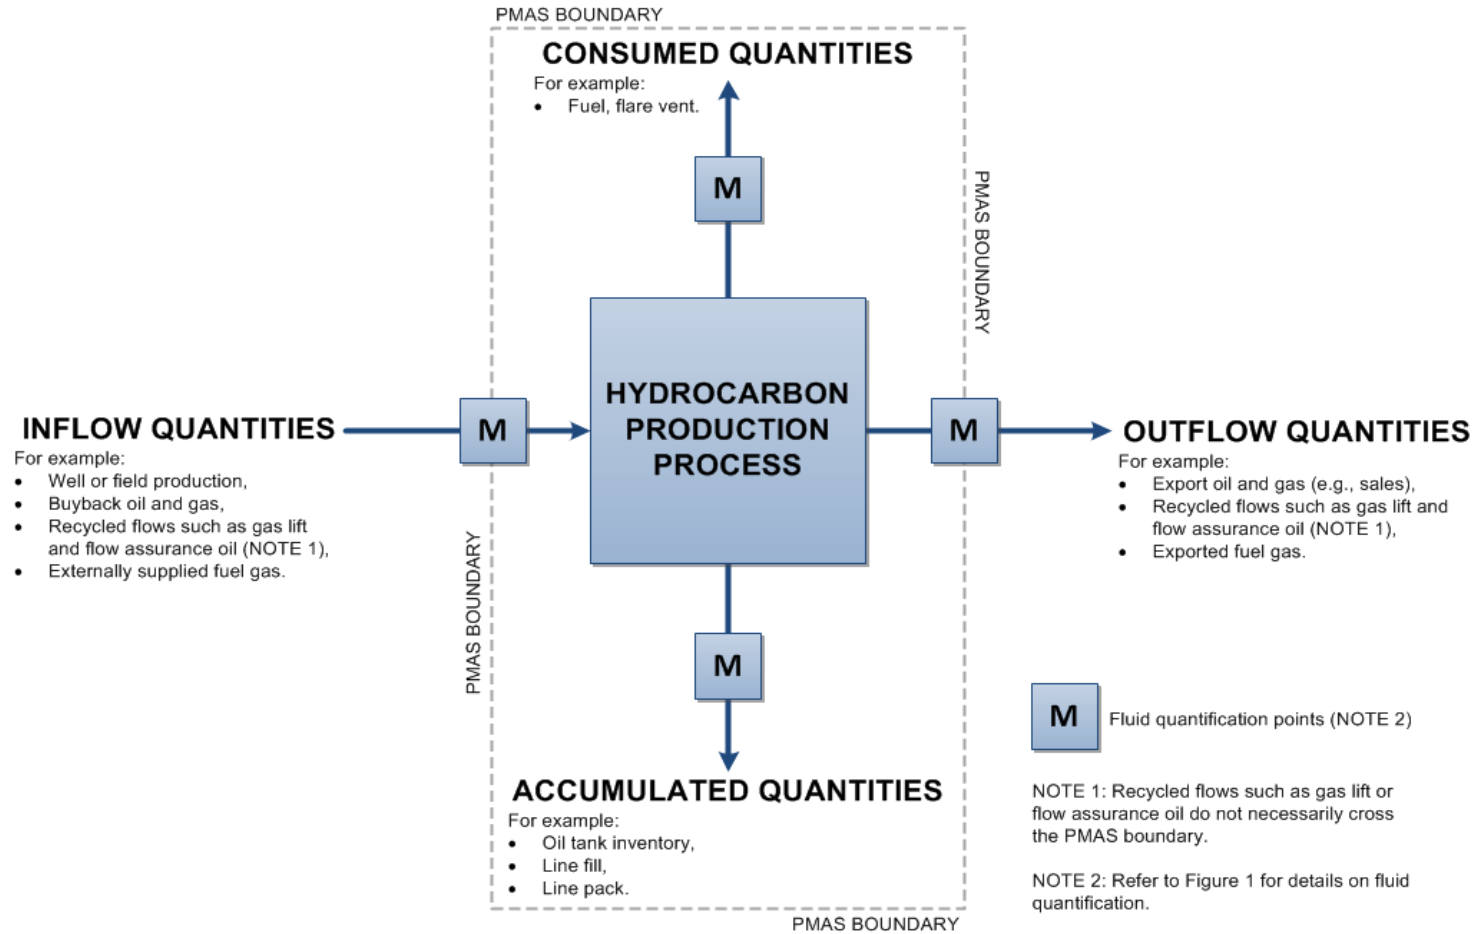 PMAS BOUNDARY
CONSUMED QUANTITIES
For example:
• Fuel, flare vent.
M
PMAS BOUNDARY
HYDROCARBON
PRODUCTION
PROCESS
INFLOW QUANTITIES
M
For example:
• Well or field production,
• Buyback oil and gas,
• Recycled flows such as gas lift
and flow assurance oil (NOTE 1),
• Externally supplied fuel gas.
PMAS BOUNDARY
M
OUTFLOW QUANTITIES
For example:
• Export oil and gas (e.g., sales),
• Recycled flows such as gas lift and
flow assurance oil (NOTE 1),
• Exported fuel gas.
M
ACCUMULATED QUANTITIES
For example:
• Oil tank inventory,
• Line fill,
• Line pack.
PMAS BOUNDARY
M
Fluid quantification points (NOTE 2)
NOTE 1: Recycled flows such as gas lift or
flow assurance oil do not necessarily cross
the PMAS boundary.
NOTE 2: Refer to Figure 1 for details on fluid
quantification.